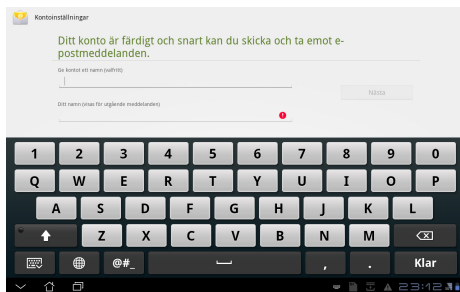 Kontoinställningar
Ditt konto är färdigt och snart kan du skicka och ta emot e-
postmeddelanden.
Ge kontot ett namn (valfritt)
Nästa
Ditt namn (visas för utgående meddelanden)
1 2 3 4 5 6 7 8 9 0
Q W E R T Y U I O P
A S D F G H J K L
Z X C V B N M
@#_ , . Klar
23:12